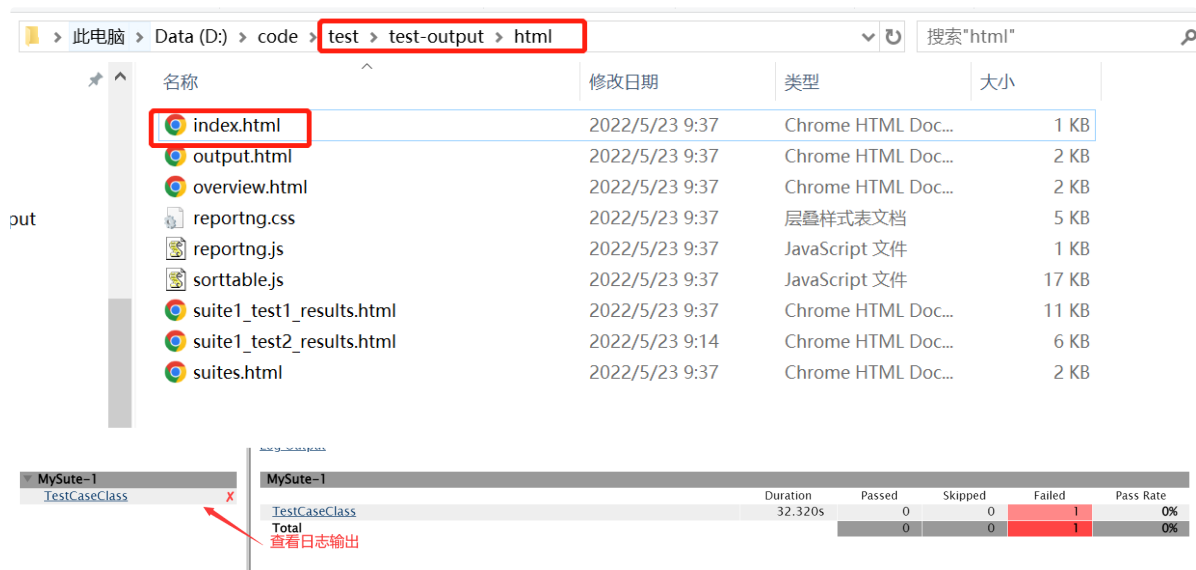 此电脑 > Data (D:) > code > test > test-output > html
搜索"html"
名称 修改日期 类型 大小
index.html 2022/5/23 9:37 Chrome HTML Doc... 1 KB
output.html 2022/5/23 9:37 Chrome HTML Doc... 2 KB
overview.html 2022/5/23 9:37 Chrome HTML Doc... 2 KB
put
reportng.css 2022/5/23 9:37 层叠样式表文档 5 KB
reportng.js 2022/5/23 9:37 JavaScript 文件 1 KB
sorttable.js 2022/5/23 9:37 JavaScript 文件 17 KB
suite1_test1_results.html 2022/5/23 9:37 Chrome HTML Doc... 11 KB
suite1_test2_results.html 2022/5/23 9:14 Chrome HTML Doc... 6 KB
suites.html 2022/5/23 9:37 Chrome HTML Doc... 2 KB
Log Output
MySute-1
TestCaseClass ✗
查看日志输出
MySute-1
Duration Passed Skipped Failed Pass Rate
TestCaseClass 32.320s 0 0 1 0%
Total 0 0 1 0%